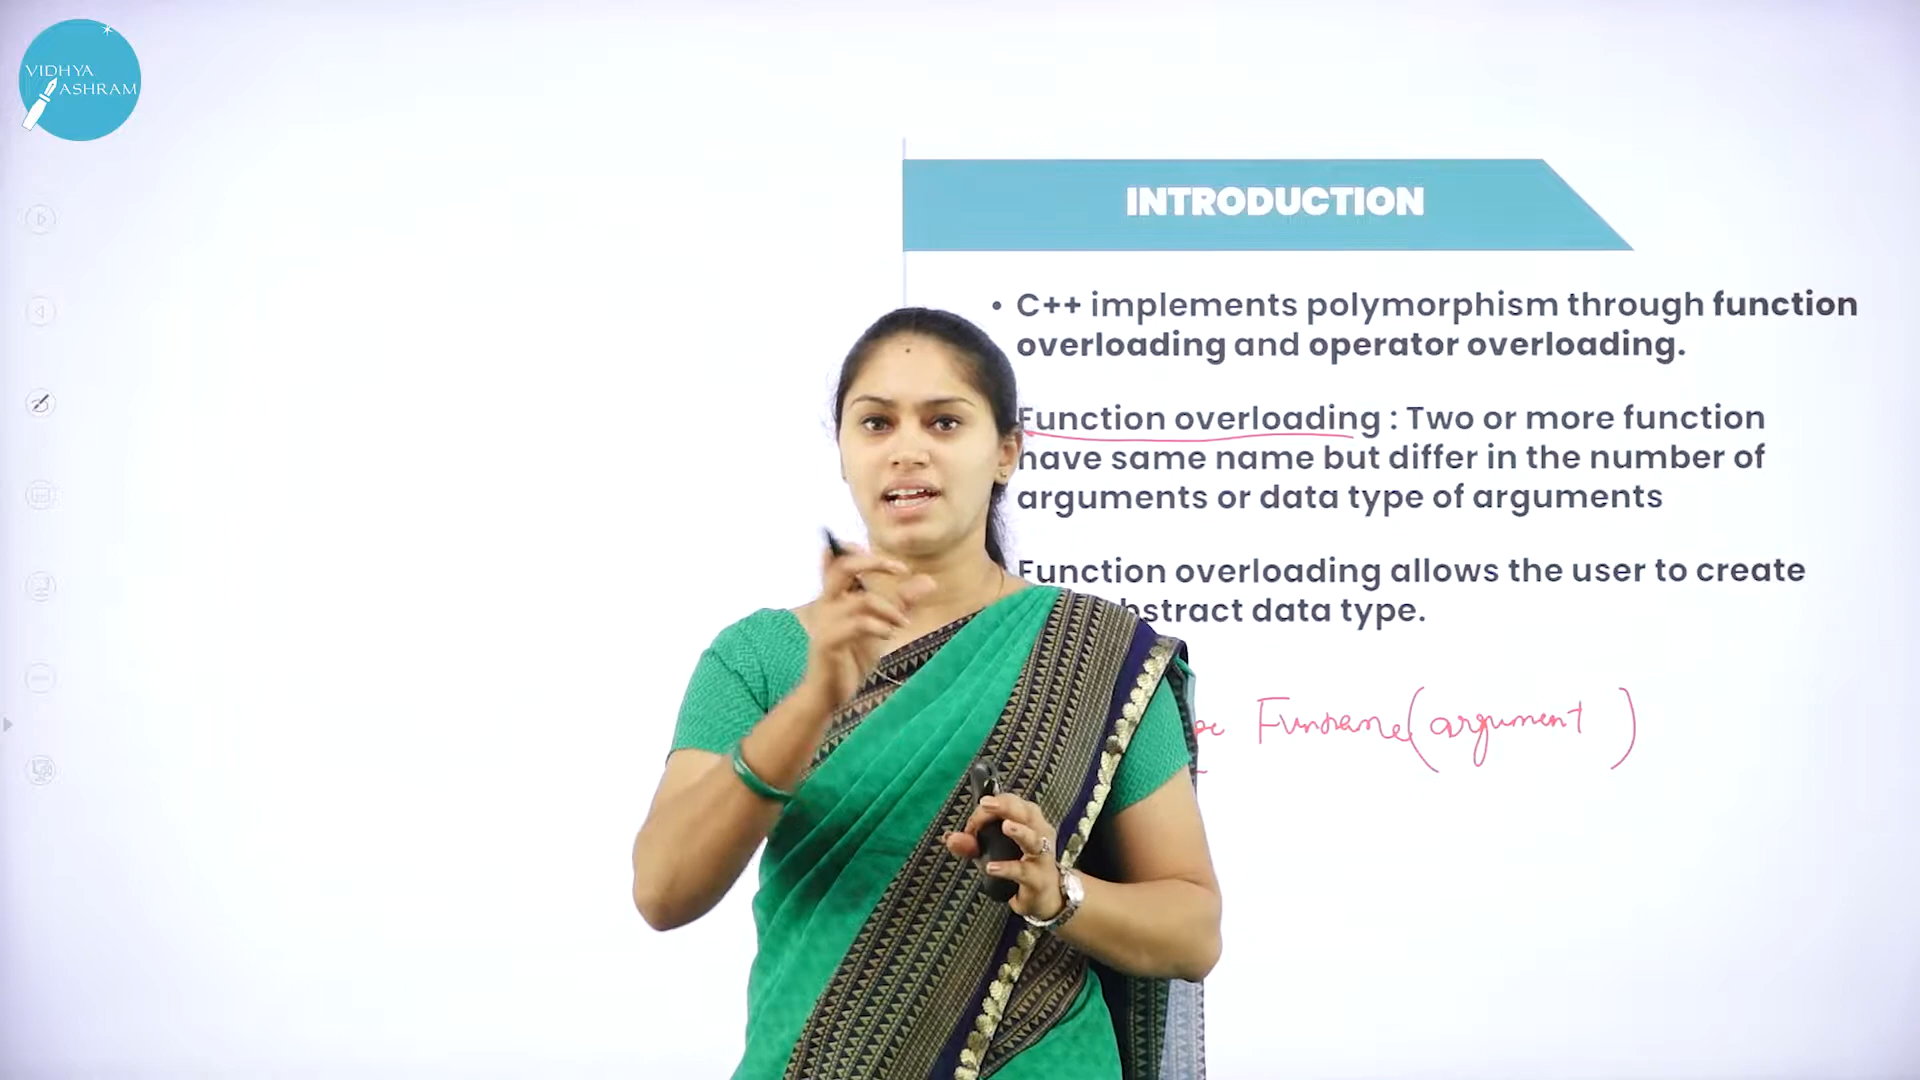 VIDHYA
ASHRAM
INTRODUCTION
• C++ implements polymorphism through function
overloading and operator overloading.
Function overloading : Two or more function
have same name but differ in the number of
arguments or data type of arguments
Function overloading allows the user to create
abstract data type.
(argument )